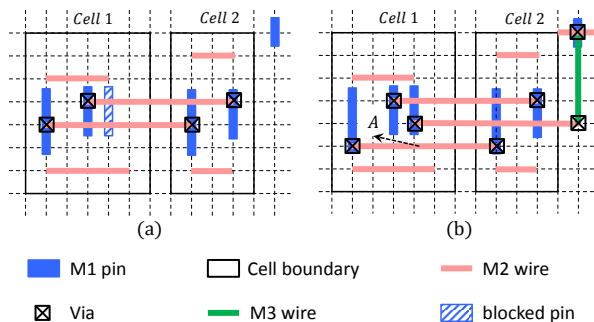 Cell 1 Cell 2 Cell 1 Cell 2
A
(a) (b)
M1 pin Cell boundary M2 wire
Via M3 wire blocked pin